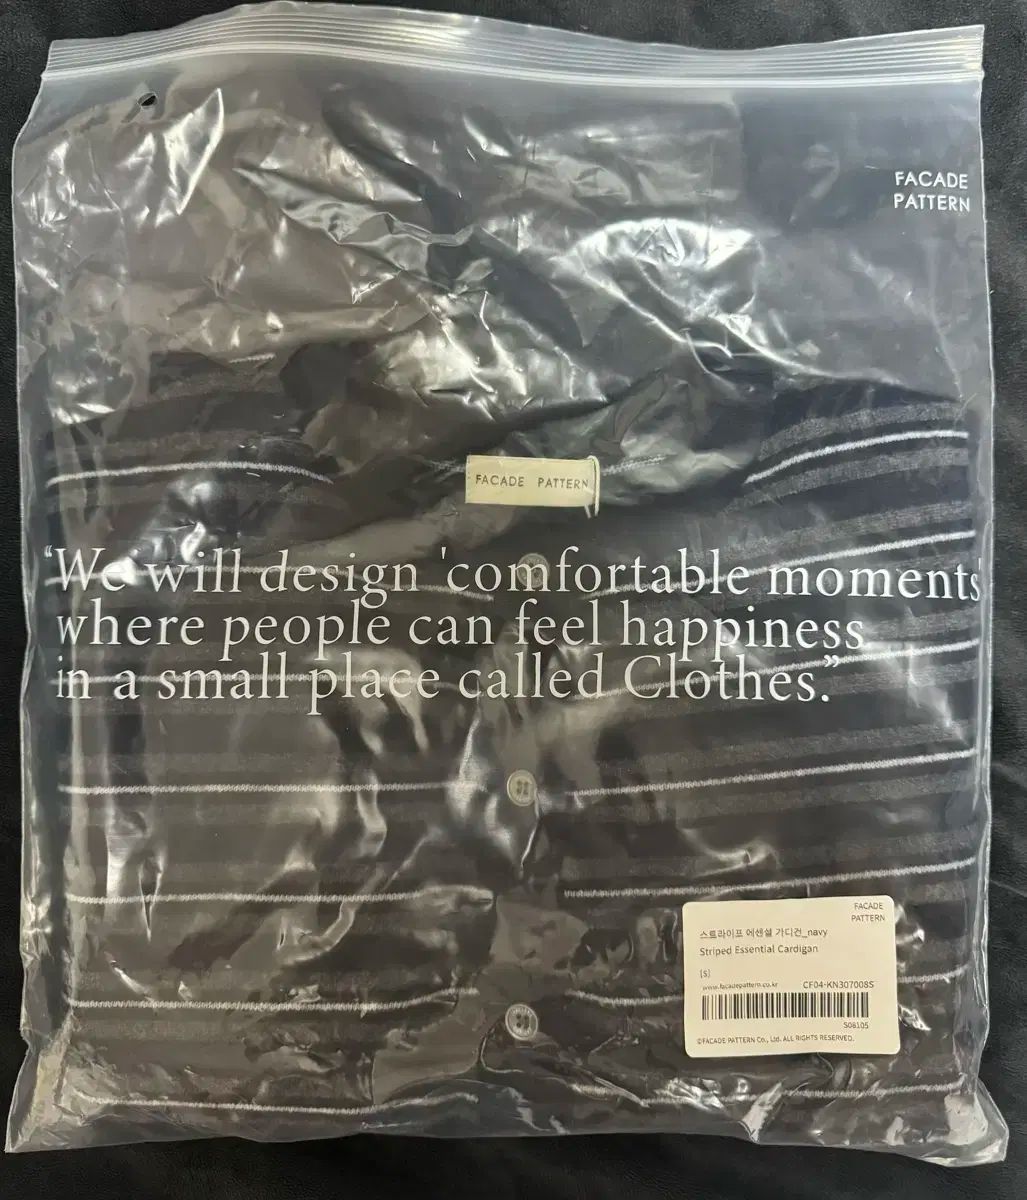 FACADE
PATTERN
FACADE PATTERN
“We will design 'comfortable moments'
where people can feel happiness
in a small place called Clothes.”
FACADE
PATTERN
스트라이프 에센셜 가디건_navy
Striped Essential Cardigan
[S]
www.facadepattern.co.kr CF04-KN307008S
S08105
©FACADE PATTERN Co., Ltd. ALL RIGHTS RESERVED.